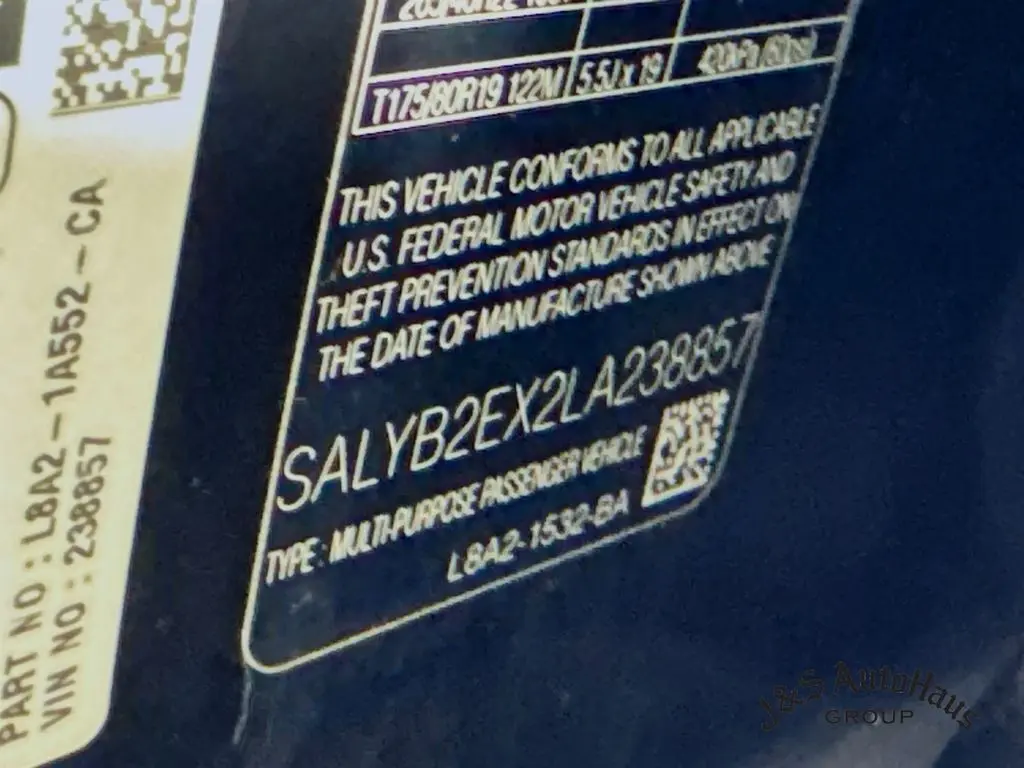 T175/80R19 122M 5.5J x 19 420kPa/(60psi)
THIS VEHICLE CONFORMS TO ALL APPLICABLE
U.S. FEDERAL MOTOR VEHICLE SAFETY AND
THEFT PREVENTION STANDARDS IN EFFECT ON
THE DATE OF MANUFACTURE SHOWN ABOVE
SALYB2EX2LA238857
TYPE: MULTI-PURPOSE PASSENGER VEHICLE
L8A2-1532-BA
PART NO : L8A2-1A552-CA
VIN NO : 238857
J&S AutoHaus
GROUP